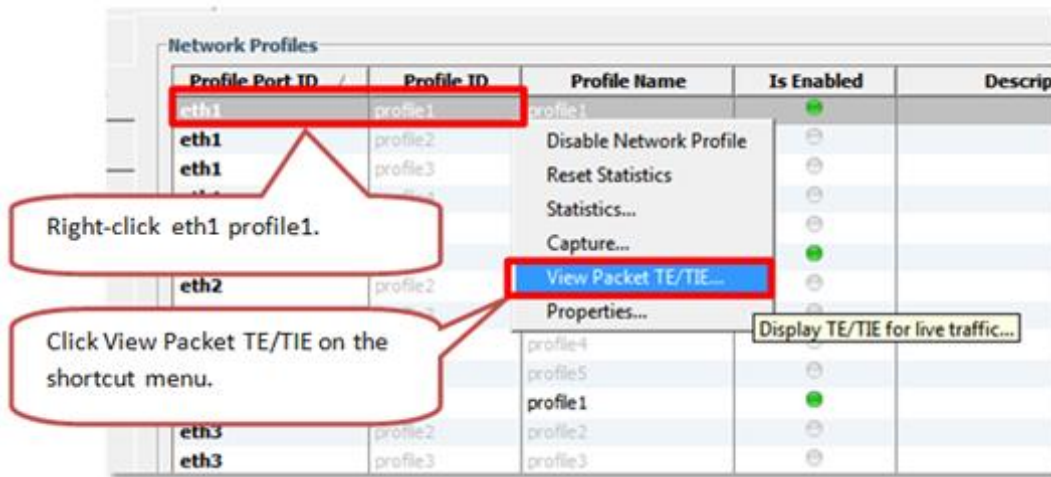 Network Profiles
Profile Port ID / Profile ID Profile Name Is Enabled Descrip
eth1 profile1 profile1
eth1 profile2
eth1 profile3
Disable Network Profile
Reset Statistics
Statistics...
Capture...
View Packet TE/TIE...
Properties...
Display TE/TIE for live traffic...
Right-click eth1 profile1.
eth2 profile2
Click View Packet TE/TIE on the
shortcut menu.
profile4
profile5
profile1
eth3 profile2 profile2
eth3 profile3 profile3